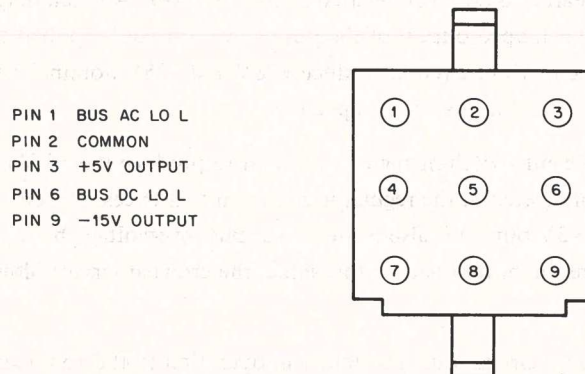 PIN 1 BUS AC LO L
PIN 2 COMMON
PIN 3 +5V OUTPUT
PIN 6 BUS DC LO L
PIN 9 -15V OUTPUT
1 2 3
4 5 6
7 8 9